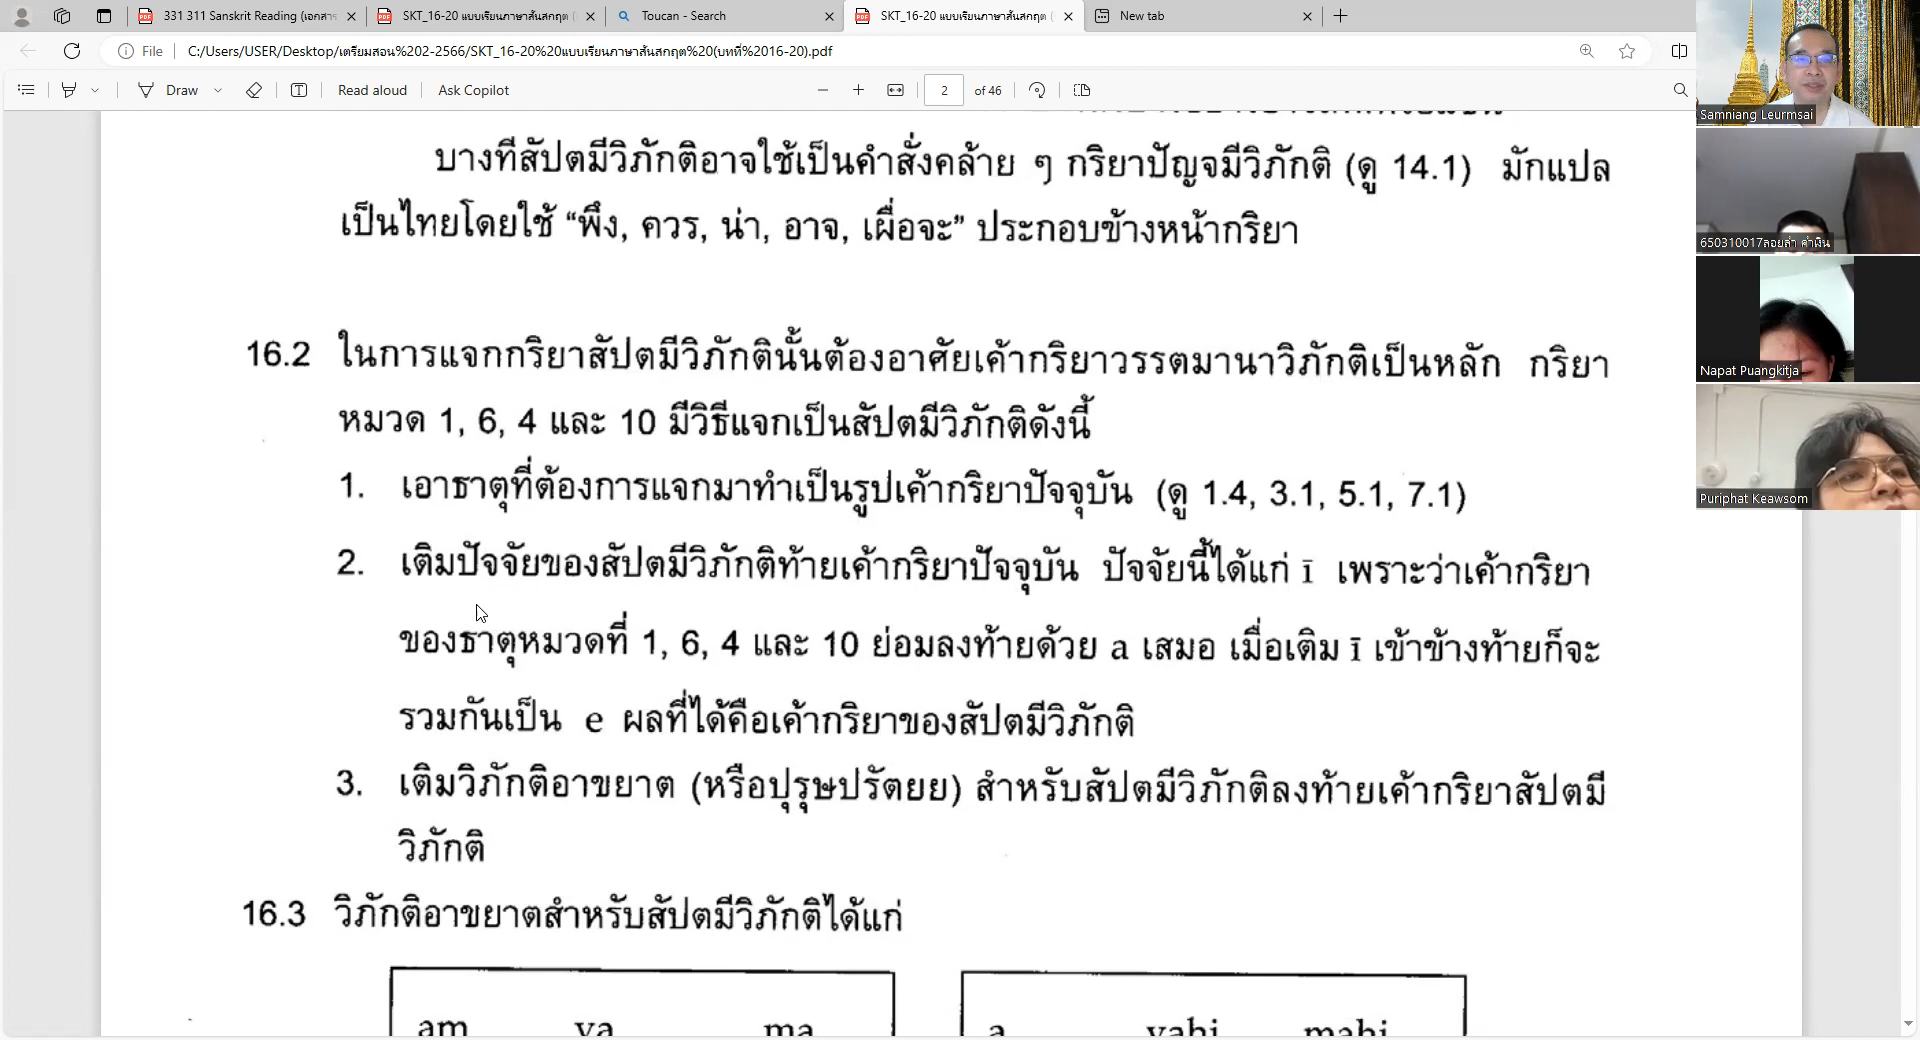 331 311 Sanskrit Reading (เอกสาร
SKT_16-20 แบบเรียนภาษาสันสกฤต (
Toucan - Search
SKT_16-20 แบบเรียนภาษาสันสกฤต (
New tab
File
C:/Users/USER/Desktop/เตรียมสอน%202-2566/SKT_16-20%20แบบเรียนภาษาสันสกฤต%20(บทที่%2016-20).pdf
Draw
Read aloud
Ask Copilot
2
of 46
บางทีสัปตมีวิภักติอาจใช้เป็นคำสั่งคล้าย ๆ กริยาปัญจมีวิภักติ (ดู 14.1) มักแปล
เป็นไทยโดยใช้ “พึง, ควร, น่า, อาจ, เผื่อจะ” ประกอบข้างหน้ากริยา
16.2 ในการแจกกริยาสัปตมีวิภักตินั้นต้องอาศัยเค้ากริยาวรรตมานาวิภักติเป็นหลัก กริยา
หมวด 1, 6, 4 และ 10 มีวิธีแจกเป็นสัปตมีวิภักติดังนี้
1. เอาธาตุที่ต้องการแจกมาทำเป็นรูปเค้ากริยาปัจจุบัน (ดู 1.4, 3.1, 5.1, 7.1)
2. เติมปัจจัยของสัปตมีวิภักติท้ายเค้ากริยาปัจจุบัน ปัจจัยนี้ได้แก่ ī เพราะว่าเค้ากริยา
ของธาตุหมวดที่ 1, 6, 4 และ 10 ย่อมลงท้ายด้วย a เสมอ เมื่อเติม ī เข้าข้างท้ายก็จะ
รวมกันเป็น e ผลที่ได้คือเค้ากริยาของสัปตมีวิภักติ
3. เติมวิภักติอาขยาต (หรือปุรุษปรัตยย) สำหรับสัปตมีวิภักติลงท้ายเค้ากริยาสัปตมี
วิภักติ
16.3 วิภักติอาขยาตสำหรับสัปตมีวิภักติได้แก่
am va ma
a vahi mahi
Samniang Leurmsai
650310017ลอยลำ คำเงิน
Napat Puangkitja
Puriphat Keawsom